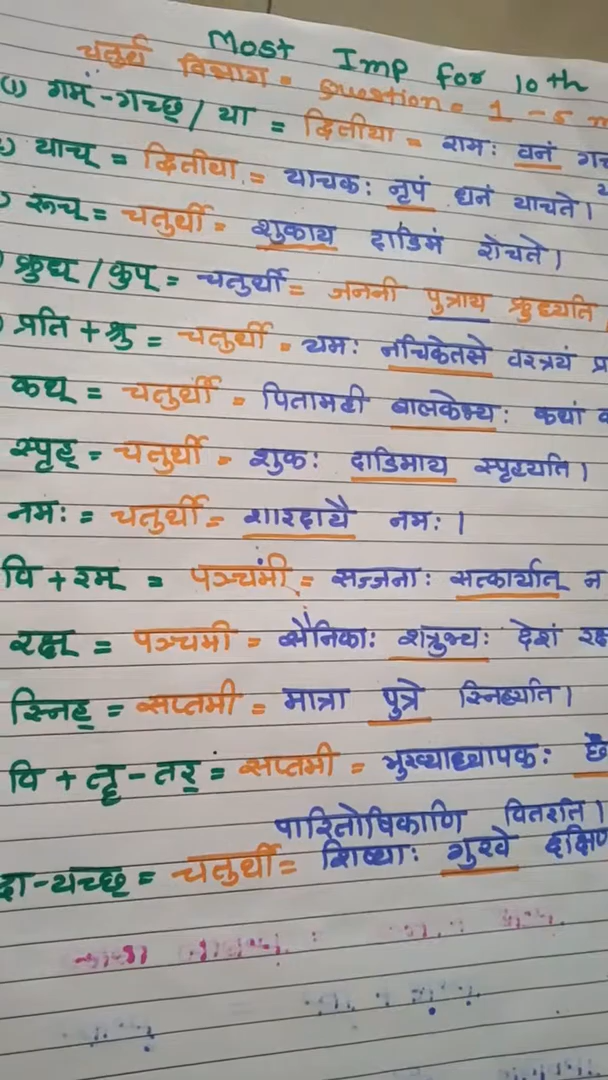 Most Imp for 10th
चतुर्थ विभाग = Question = 1 - 5 m
(1) गम्-गच्छ् / या = द्वितीया = रामः वनं गच
याच् = द्वितीया = याचकः नृपं धनं याचते।
रूच् = चतुर्थी = शुकाय दाडिमं रोचते।
क्रुध् / कुप् = चतुर्थी = जननी पुत्राय क्रुध्यति
प्रति + श्रु = चतुर्थी = यमः नचिकेतसे वरत्रयं प्र
कथ् = चतुर्थी = पितामही बालकेभ्यः कथां क
स्पृह् = चतुर्थी = शुकः दाडिमाय स्पृह्यति।
नमः = चतुर्थी = शारदायै नमः।
वि + रम् = पञ्चमी = सज्जनाः सत्कार्यात् न
रक्ष् = पञ्चमी = सैनिकाः शत्रुभ्यः देशं रक्ष
स्निह् = सप्तमी = मात्रा पुत्रे स्निह्यति।
वि + तॄ - तर् = सप्तमी = मुख्याध्यापकः छै
पारितोषिकाणि वितरति।
दा-यच्छ् = चतुर्थी = शिष्याः गुरवे दक्षिण